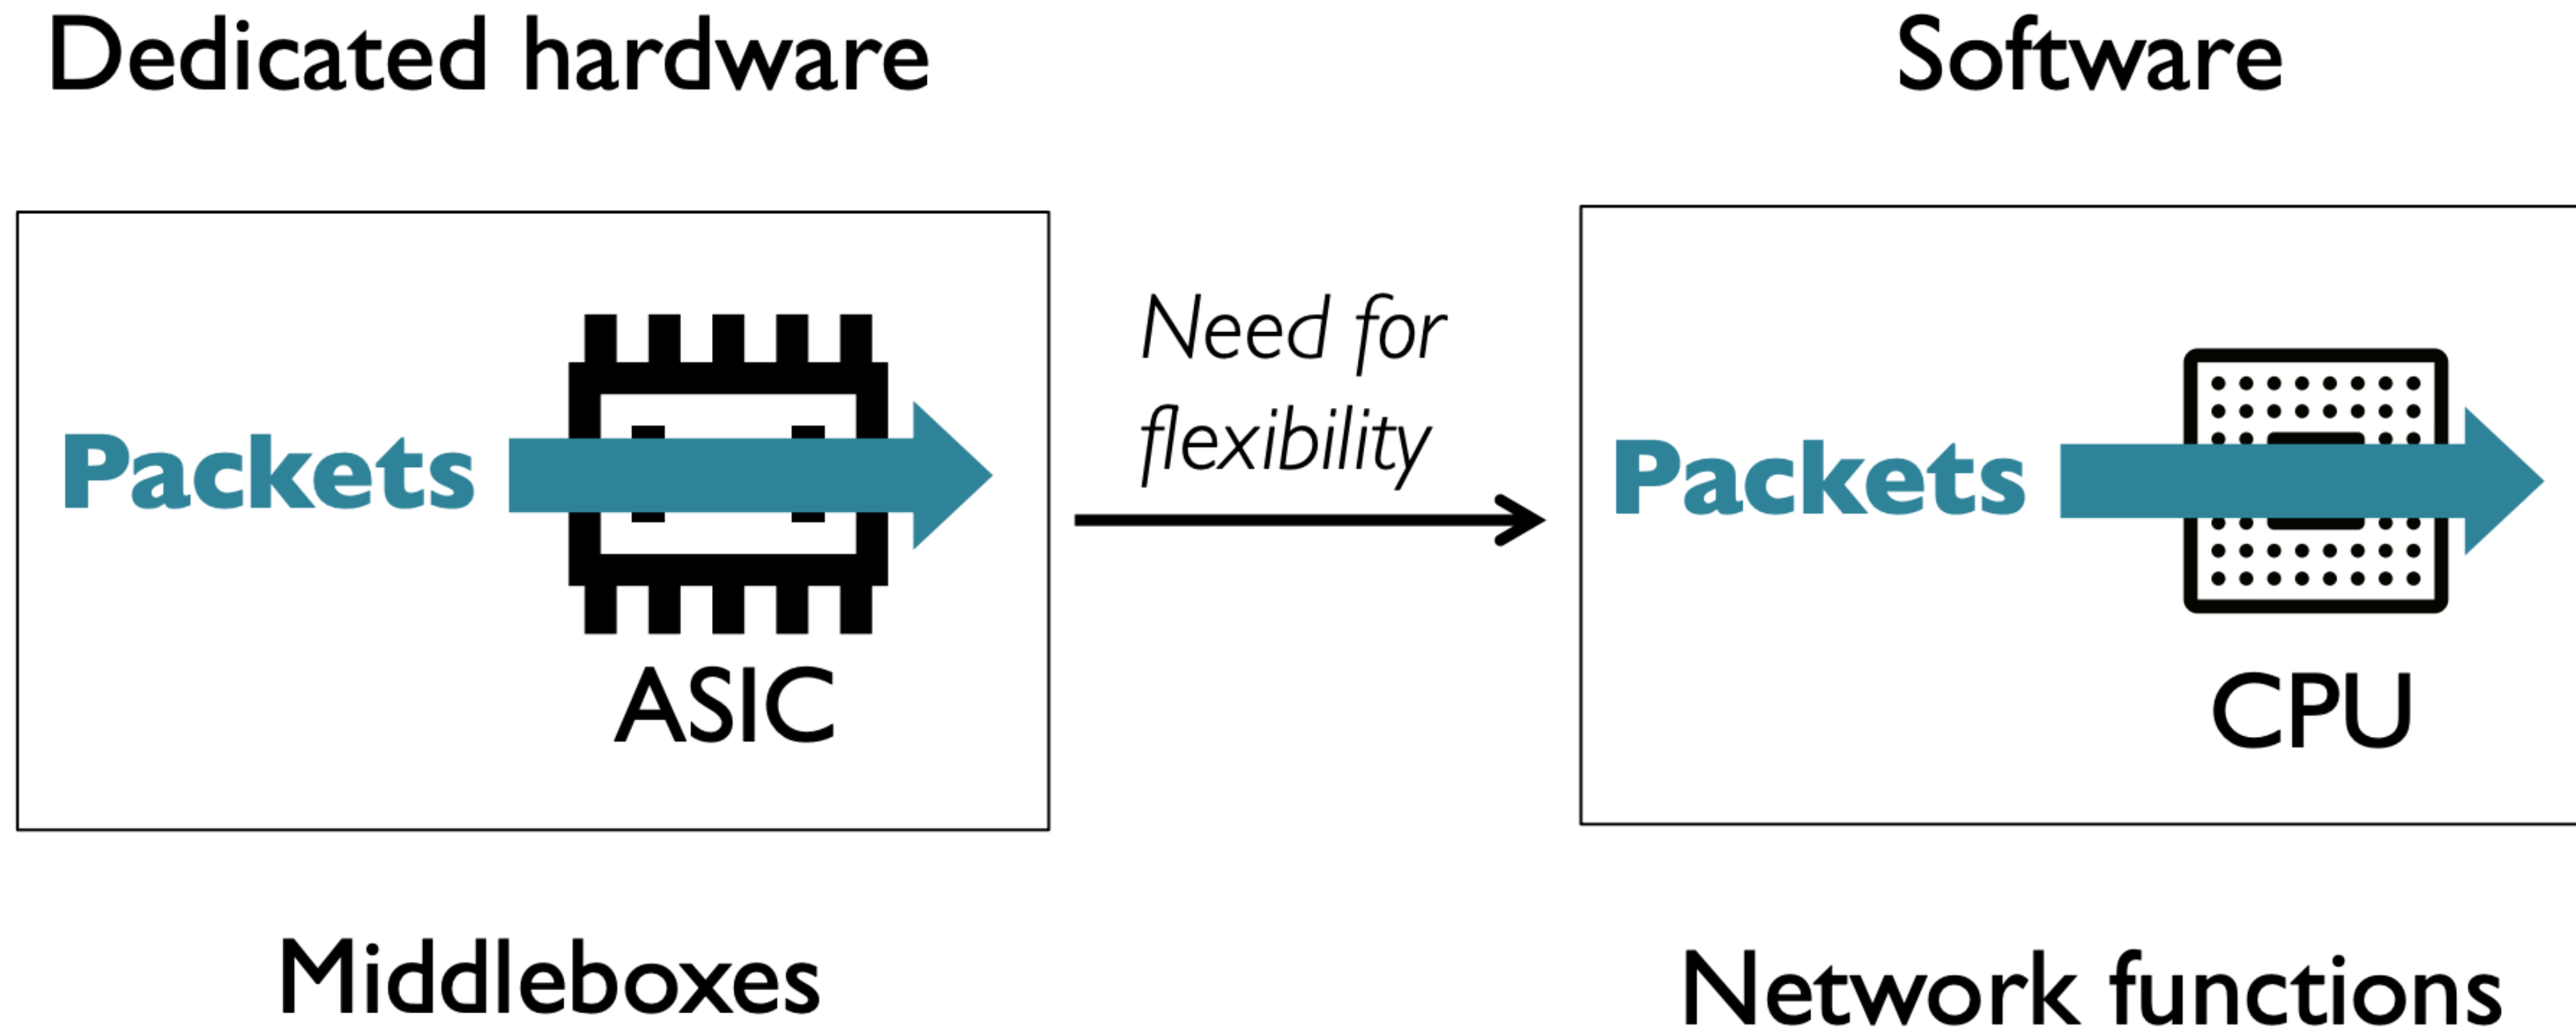 Dedicated hardware
Software
Need for
flexibility
Packets
ASIC
Packets
CPU
Middleboxes
Network functions